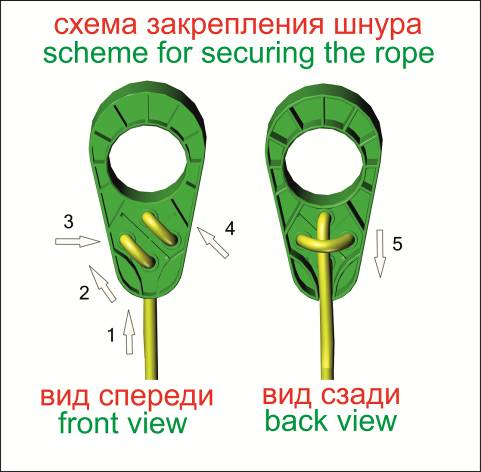 схема закрепления шнура
scheme for securing the rope
3
4
5
2
1
вид спереди
front view
вид сзади
back view